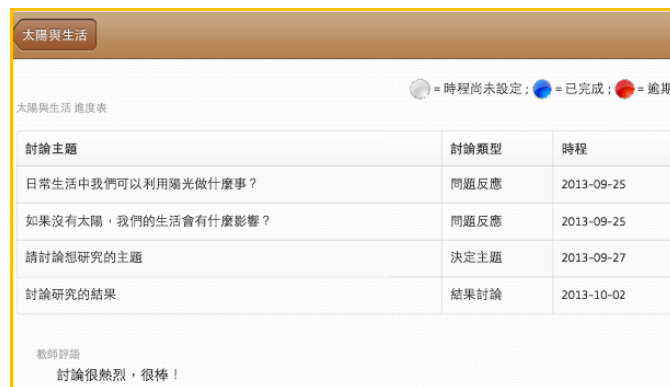 太陽與生活
= 時程尚未設定; = 已完成; = 逾期
太陽與生活 進度表
討論主題 討論類型 時程
日常生活中我們可以利用陽光做什麼事？ 問題反應 2013-09-25
如果沒有太陽，我們的生活會有什麼影響？ 問題反應 2013-09-25
請討論想研究的主題 決定主題 2013-09-27
討論研究的結果 結果討論 2013-10-02
教師評語
討論很熱烈，很棒！